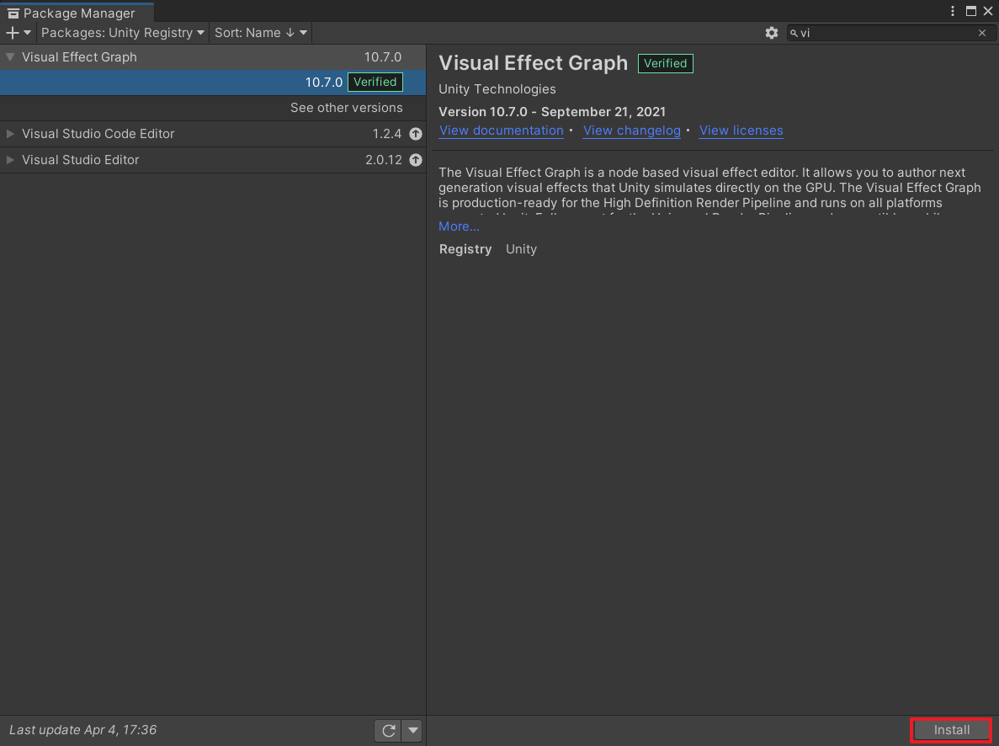 Package Manager
Packages: Unity Registry Sort: Name ↓ vi
Visual Effect Graph 10.7.0
10.7.0 Verified
See other versions
Visual Studio Code Editor 1.2.4
Visual Studio Editor 2.0.12
Visual Effect Graph Verified
Unity Technologies
Version 10.7.0 - September 21, 2021
View documentation • View changelog • View licenses
The Visual Effect Graph is a node based visual effect editor. It allows you to author next
generation visual effects that Unity simulates directly on the GPU. The Visual Effect Graph
is production-ready for the High Definition Render Pipeline and runs on all platforms
More...
Registry Unity
Last update Apr 4, 17:36
Install